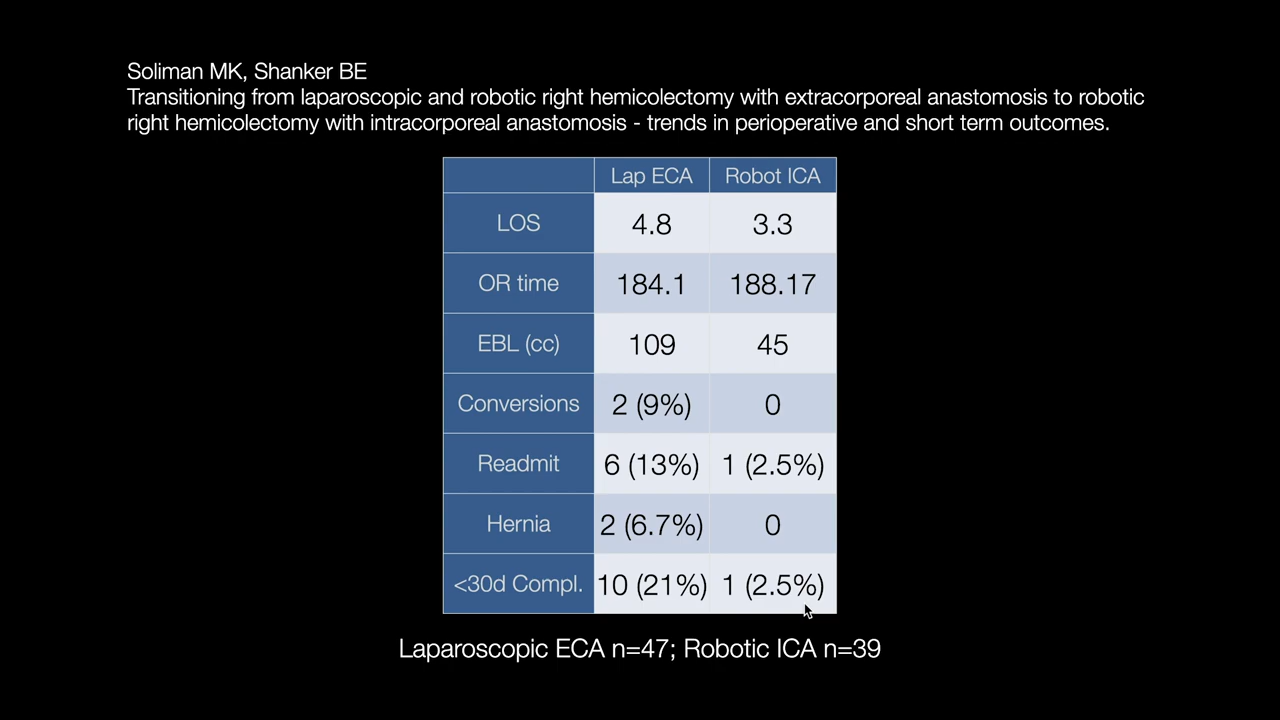 Soliman MK, Shanker BE
Transitioning from laparoscopic and robotic right hemicolectomy with extracorporeal anastomosis to robotic
right hemicolectomy with intracorporeal anastomosis - trends in perioperative and short term outcomes.
Lap ECA Robot ICA
LOS 4.8 3.3
OR time 184.1 188.17
EBL (cc) 109 45
Conversions 2 (9%) 0
Readmit 6 (13%) 1 (2.5%)
Hernia 2 (6.7%) 0
<30d Compl. 10 (21%) 1 (2.5%)
Laparoscopic ECA n=47; Robotic ICA n=39